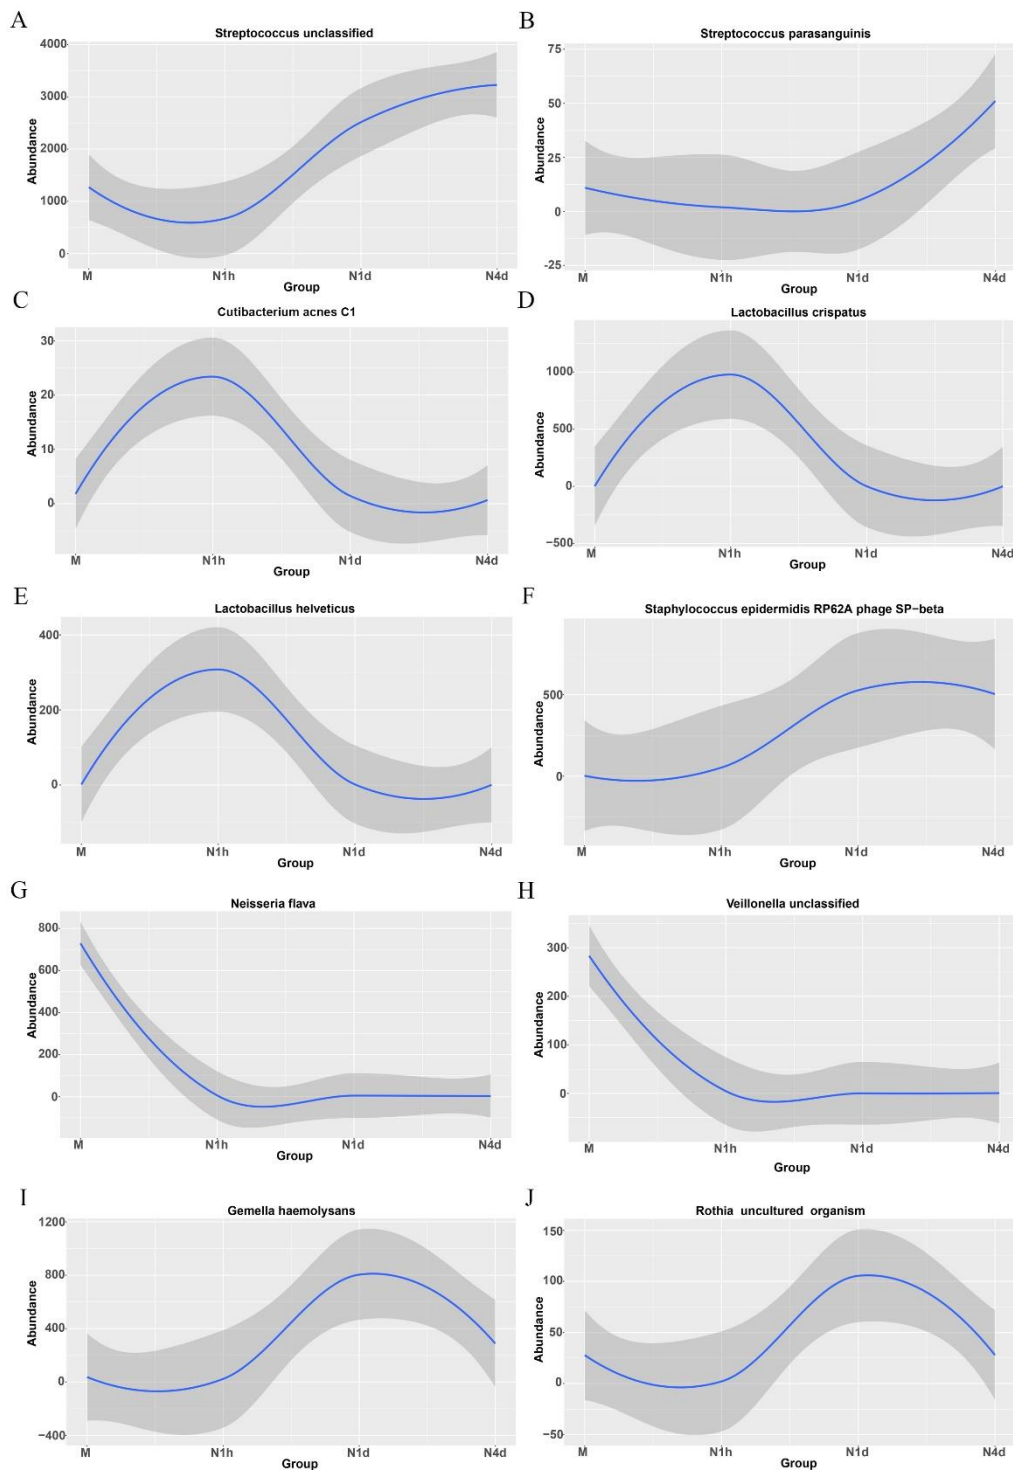 A
Streptococcus unclassified
Abundance
4000
3000
2000
1000
0
M N1h N1d N4d
Group
B
Streptococcus parasanguinis
Abundance
75
50
25
0
-25
M N1h N1d N4d
Group
C
Cutibacterium acnes C1
Abundance
30
20
10
0
M N1h N1d N4d
Group
D
Lactobacillus crispatus
Abundance
1000
500
0
−500
M N1h N1d N4d
Group
E
Lactobacillus helveticus
Abundance
400
200
0
M N1h N1d N4d
Group
F
Staphylococcus epidermidis RP62A phage SP−beta
Abundance
500
0
M N1h N1d N4d
Group
G
Neisseria flava
Abundance
800
600
400
200
0
M N1h N1d N4d
Group
H
Veillonella unclassified
Abundance
300
200
100
0
M N1h N1d N4d
Group
I
Gemella haemolysans
Abundance
1200
800
400
0
−400
M N1h N1d N4d
Group
J
Rothia uncultured organism
Abundance
150
100
50
0
−50
M N1h N1d N4d
Group